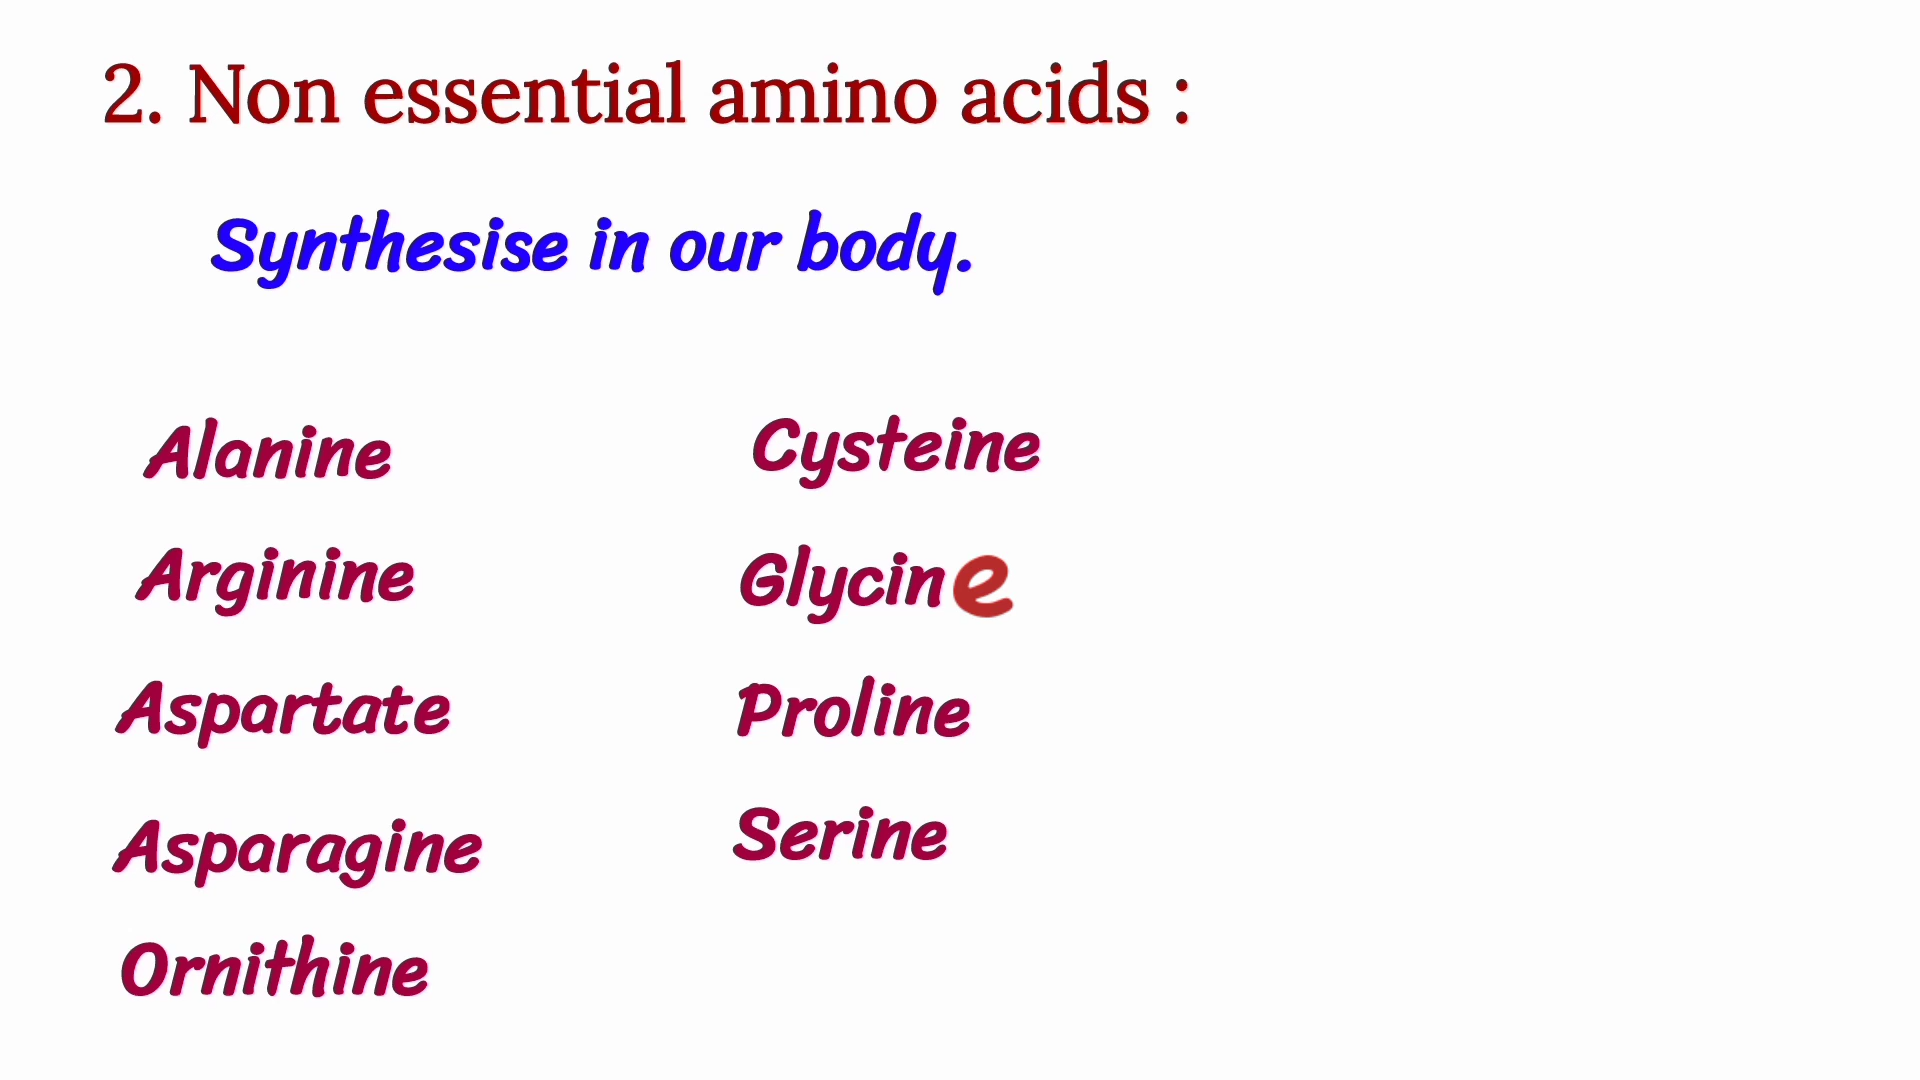 2. Non essential amino acids :
Synthesise in our body.
Alanine
Arginine
Aspartate
Asparagine
Ornithine
Cysteine
Glycine
Proline
Serine